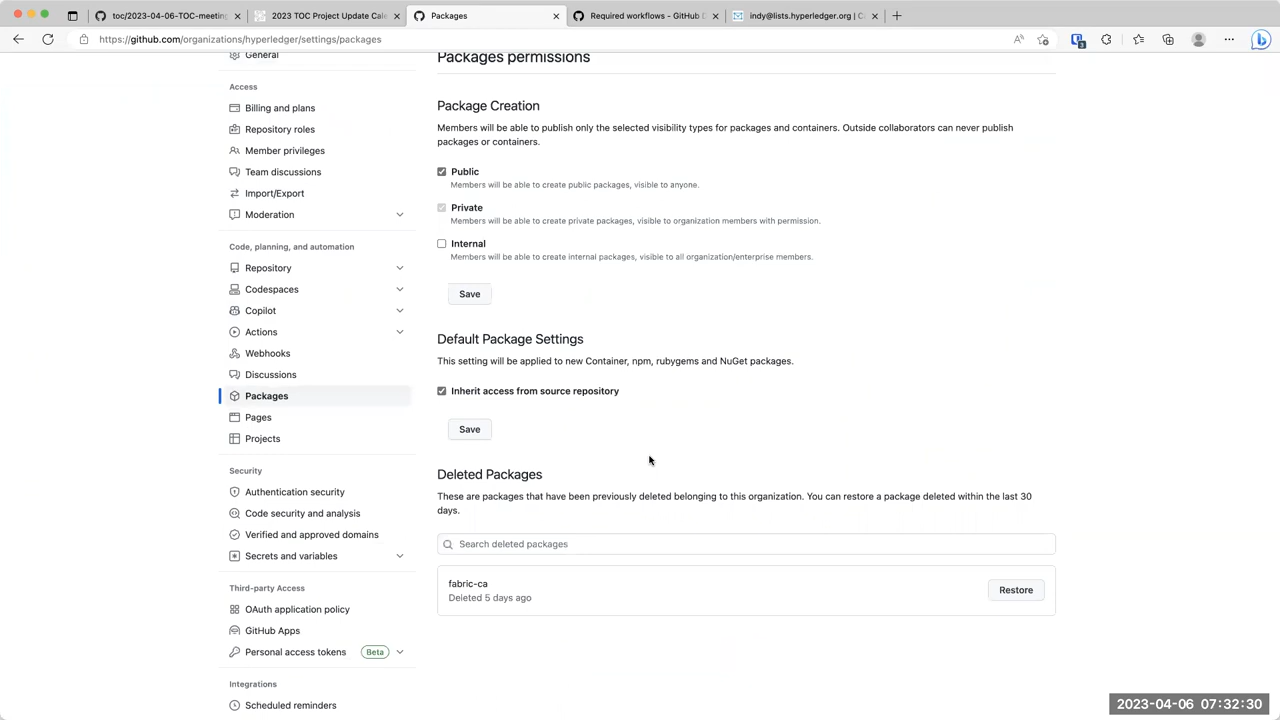 toc/2023-04-06-TOC-meetin
2023 TOC Project Update Cale
Packages
Required workflows - GitHub D
indy@lists.hyperledger.org | C
https://github.com/organizations/hyperledger/settings/packages
General
Access
Billing and plans
Repository roles
Member privileges
Team discussions
Import/Export
Moderation
Code, planning, and automation
Repository
Codespaces
Copilot
Actions
Webhooks
Discussions
Packages
Pages
Projects
Security
Authentication security
Code security and analysis
Verified and approved domains
Secrets and variables
Third-party Access
OAuth application policy
GitHub Apps
Personal access tokens Beta
Integrations
Scheduled reminders
Packages permissions
Package Creation
Members will be able to publish only the selected visibility types for packages and containers. Outside collaborators can never publish
packages or containers.
Public
Members will be able to create public packages, visible to anyone.
Private
Members will be able to create private packages, visible to organization members with permission.
Internal
Members will be able to create internal packages, visible to all organization/enterprise members.
Save
Default Package Settings
This setting will be applied to new Container, npm, rubygems and NuGet packages.
Inherit access from source repository
Save
Deleted Packages
These are packages that have been previously deleted belonging to this organization. You can restore a package deleted within the last 30
days.
Search deleted packages
fabric-ca
Deleted 5 days ago
Restore
2023-04-06 07:32:30